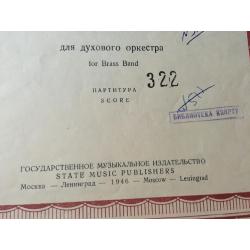 для духового оркестра
for Brass Band
322
ПАРТИТУРА
SCORE
БИБЛИОТЕКА
ГОСУДАРСТВЕННОЕ МУЗЫКАЛЬНОЕ ИЗДАТЕЛЬСТВО
STATE MUSIC PUBLISHERS
Москва — Ленинград — 1946 — Moscow — Leningrad